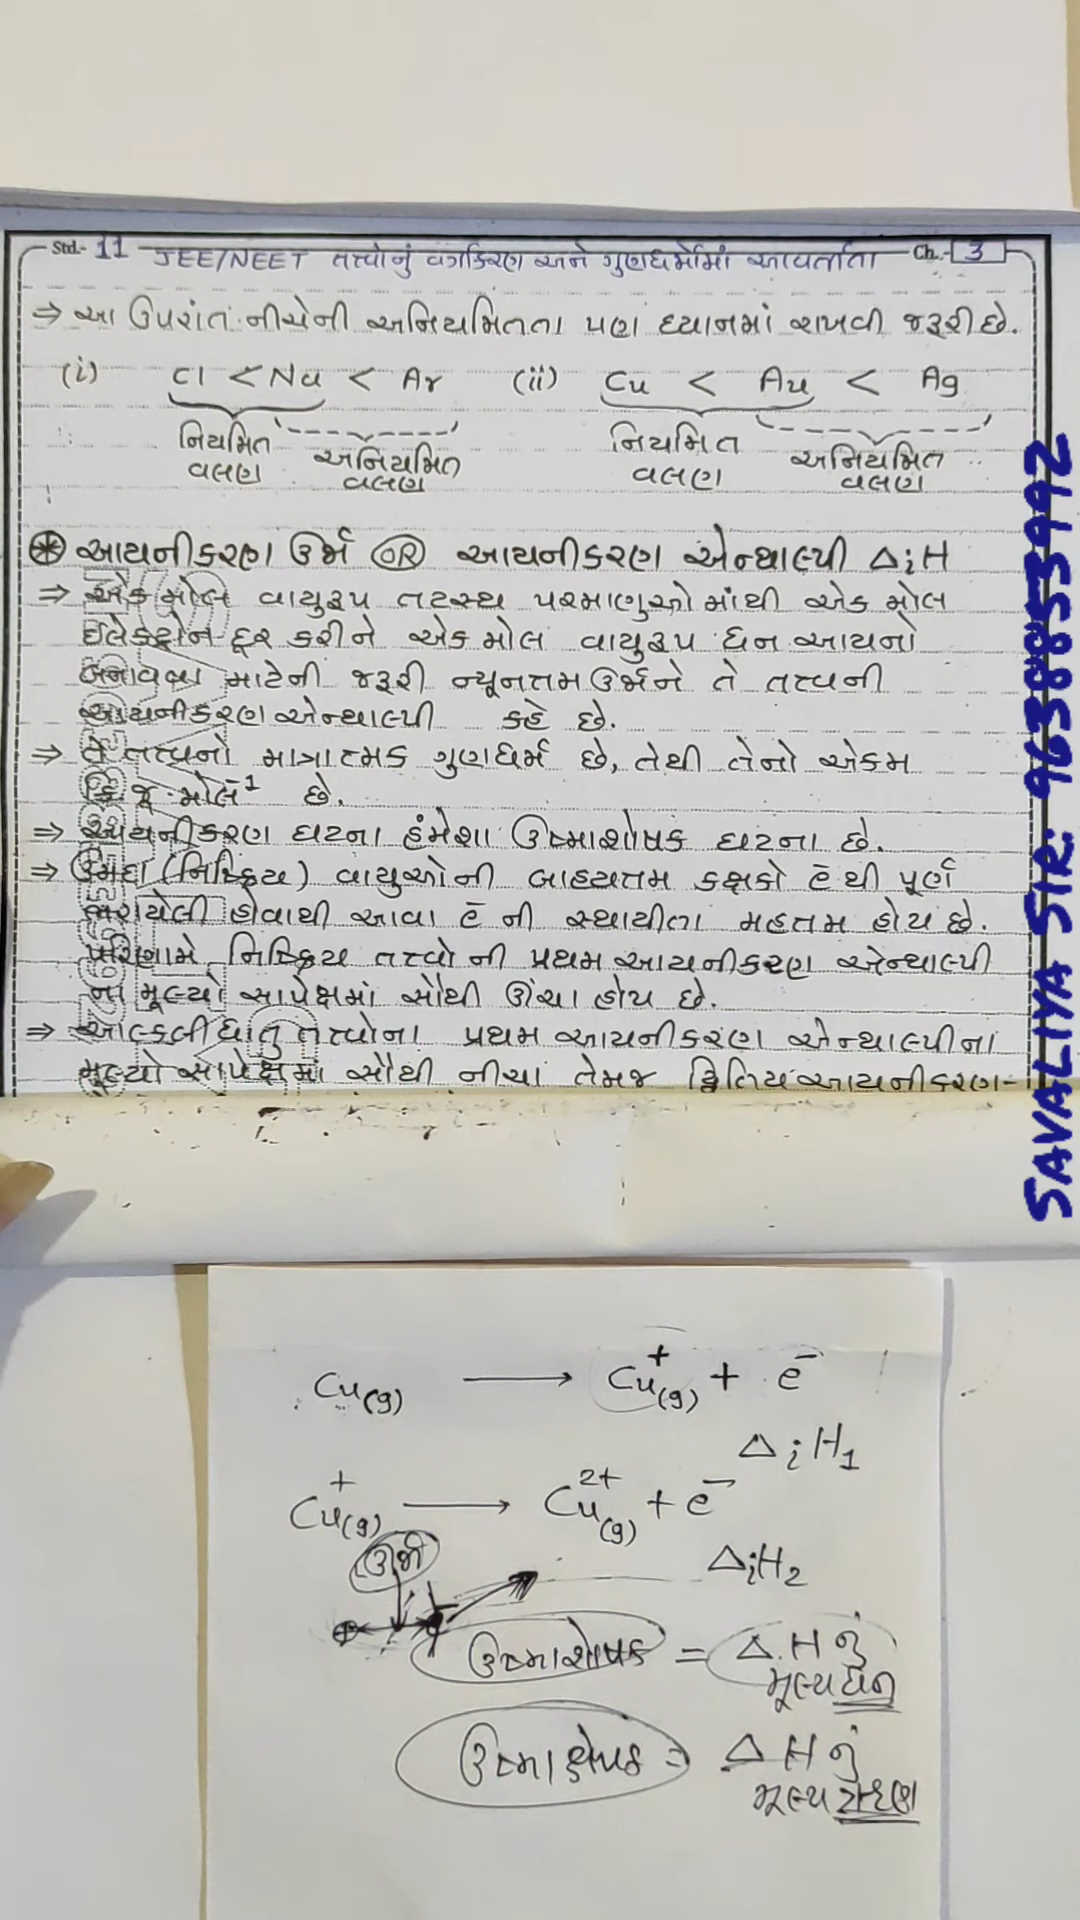 Std.- 11 JEE/NEET તત્ત્વોનું વર્ગીકરણ અને ગુણધર્મોમાં આવર્તીતા Ch.- 3
⇒ આ ઉપરાંત નીચેની અનિયમિતતા પણ ધ્યાનમાં રાખવી જરૂરી છે.
(i) Cl < Na < Ar (ii) Cu < Au < Ag
નિયમિત વલણ અનિયમિત વલણ નિયમિત વલણ અનિયમિત વલણ
⊛ આયનીકરણ ઉર્જા OR આયનીકરણ એન્થાલ્પી ΔiH
⇒ એક મોલ વાયુરૂપ તટસ્થ પરમાણુઓમાંથી એક મોલ
ઈલેક્ટ્રોન દૂર કરીને એક મોલ વાયુરૂપ ધન આયનો
બનાવવા માટેની જરૂરી ન્યૂનત્તમ ઉર્જાને તે તત્ત્વની
આયનીકરણ એન્થાલ્પી કહે છે.
⇒ તે તત્ત્વનો માત્રાત્મક ગુણધર્મ છે, તેથી તેનો એકમ
કિ.જૂ મોલ⁻¹ છે.
⇒ આયનીકરણ ઘટના હંમેશા ઉષ્માશોષક ઘટના છે.
⇒ ઉમદા (નિષ્ક્રિય) વાયુઓની બાહ્યતમ કક્ષકો e̅ થી પૂર્ણ
ભરાયેલી હોવાથી આવા e̅ ની સ્થાયીતા મહતમ હોય છે.
પરિણામે નિષ્ક્રિય તત્ત્વોની પ્રથમ આયનીકરણ એન્થાલ્પી
ના મૂલ્યો સાપેક્ષમાં સૌથી ઊંચા હોય છે.
⇒ આલ્કલી ધાતુ તત્ત્વોના પ્રથમ આયનીકરણ એન્થાલ્પીના
મૂલ્યો સાપેક્ષમાં સૌથી નીચા તેમજ દ્વિતિય આયનીકરણ-
SAVALIYA SIR: 9638853992
Cu(g) ⟶ Cu⁺(g) + e⁻
ΔiH₁
Cu⁺(g) ⟶ Cu²⁺(g) + e⁻
ΔiH₂
ઉર્જા
ઉષ્માશોષક = Δ.H નું
મૂલ્ય ધન
ઉષ્માક્ષેપક = ΔH નું
મૂલ્ય ઋણ